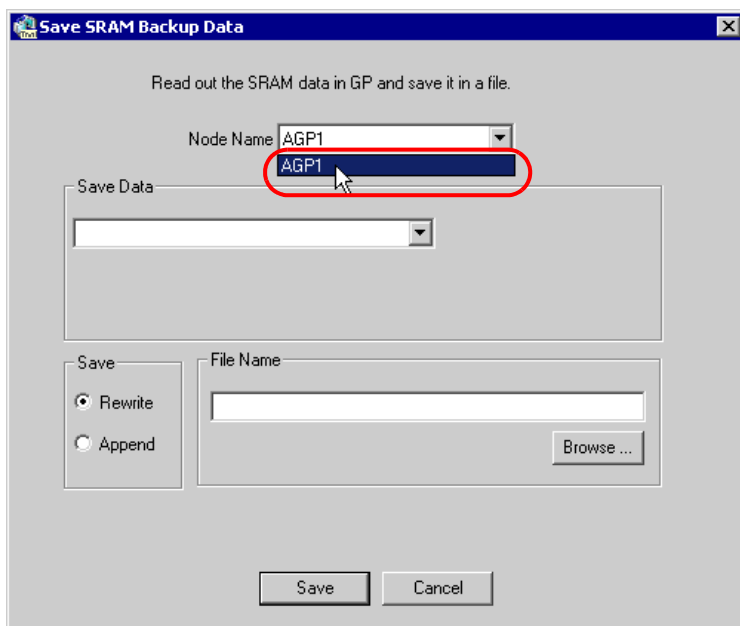 Save SRAM Backup Data
Read out the SRAM data in GP and save it in a file.
Node Name AGP1
AGP1
Save Data
Save
Rewrite
Append
File Name
Browse ...
Save Cancel